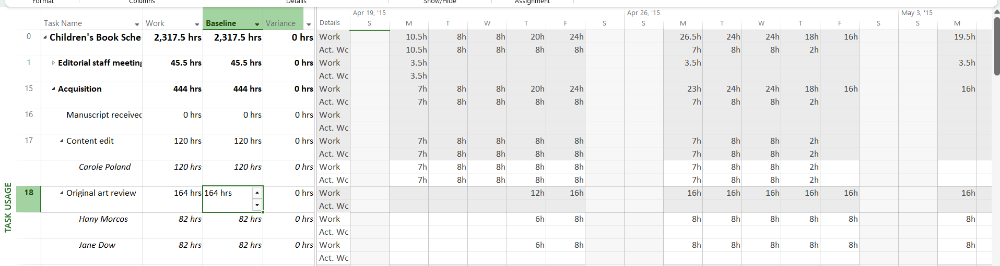 Format Columns Details Show/Hide Assignment
Apr 19, '15 Apr 26, '15 May 3, '15
Task Name Work Baseline Variance Details S M T W T F S S M T W T F S S M
0 Children's Book Sche 2,317.5 hrs 2,317.5 hrs 0 hrs Work 10.5h 8h 8h 20h 24h 26.5h 24h 24h 18h 16h 19.5h
Act. Wc 10.5h 8h 8h 8h 8h 7h 8h 8h 2h
1 Editorial staff meeting 45.5 hrs 45.5 hrs 0 hrs Work 3.5h 3.5h 3.5h
Act. Wc 3.5h
15 Acquisition 444 hrs 444 hrs 0 hrs Work 7h 8h 8h 20h 24h 23h 24h 24h 18h 16h 16h
Act. Wc 7h 8h 8h 8h 8h 7h 8h 8h 2h
16 Manuscript received 0 hrs 0 hrs 0 hrs Work
Act. Wc
17 Content edit 120 hrs 120 hrs 0 hrs Work 7h 8h 8h 8h 8h 7h 8h 8h 2h
Act. Wc 7h 8h 8h 8h 8h 7h 8h 8h 2h
Carole Poland 120 hrs 120 hrs 0 hrs Work 7h 8h 8h 8h 8h 7h 8h 8h 2h
Act. Wc 7h 8h 8h 8h 8h 7h 8h 8h 2h
18 Original art review 164 hrs 164 hrs 0 hrs Work 12h 16h 16h 16h 16h 16h 16h 16h
Act. Wc
Hany Morcos 82 hrs 82 hrs 0 hrs Work 6h 8h 8h 8h 8h 8h 8h 8h
Act. Wc
Jane Dow 82 hrs 82 hrs 0 hrs Work 6h 8h 8h 8h 8h 8h 8h 8h
Act. Wc
TASK USAGE